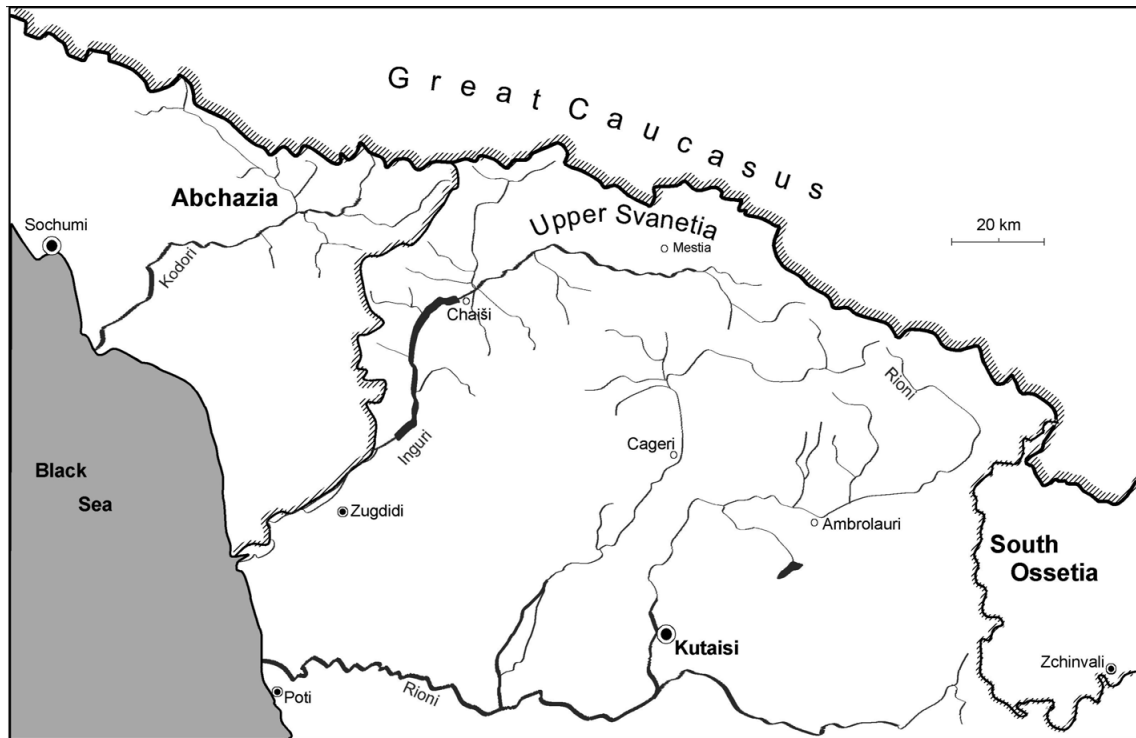 Great Caucasus
Abchazia
Upper Svanetia
Sochumi
20 km
Mestia
Kodori
Chaiši
Rioni
Inguri
Cageri
Black
Sea
Zugdidi
Ambrolauri
South
Ossetia
Kutaisi
Zchinvali
Rioni
Poti